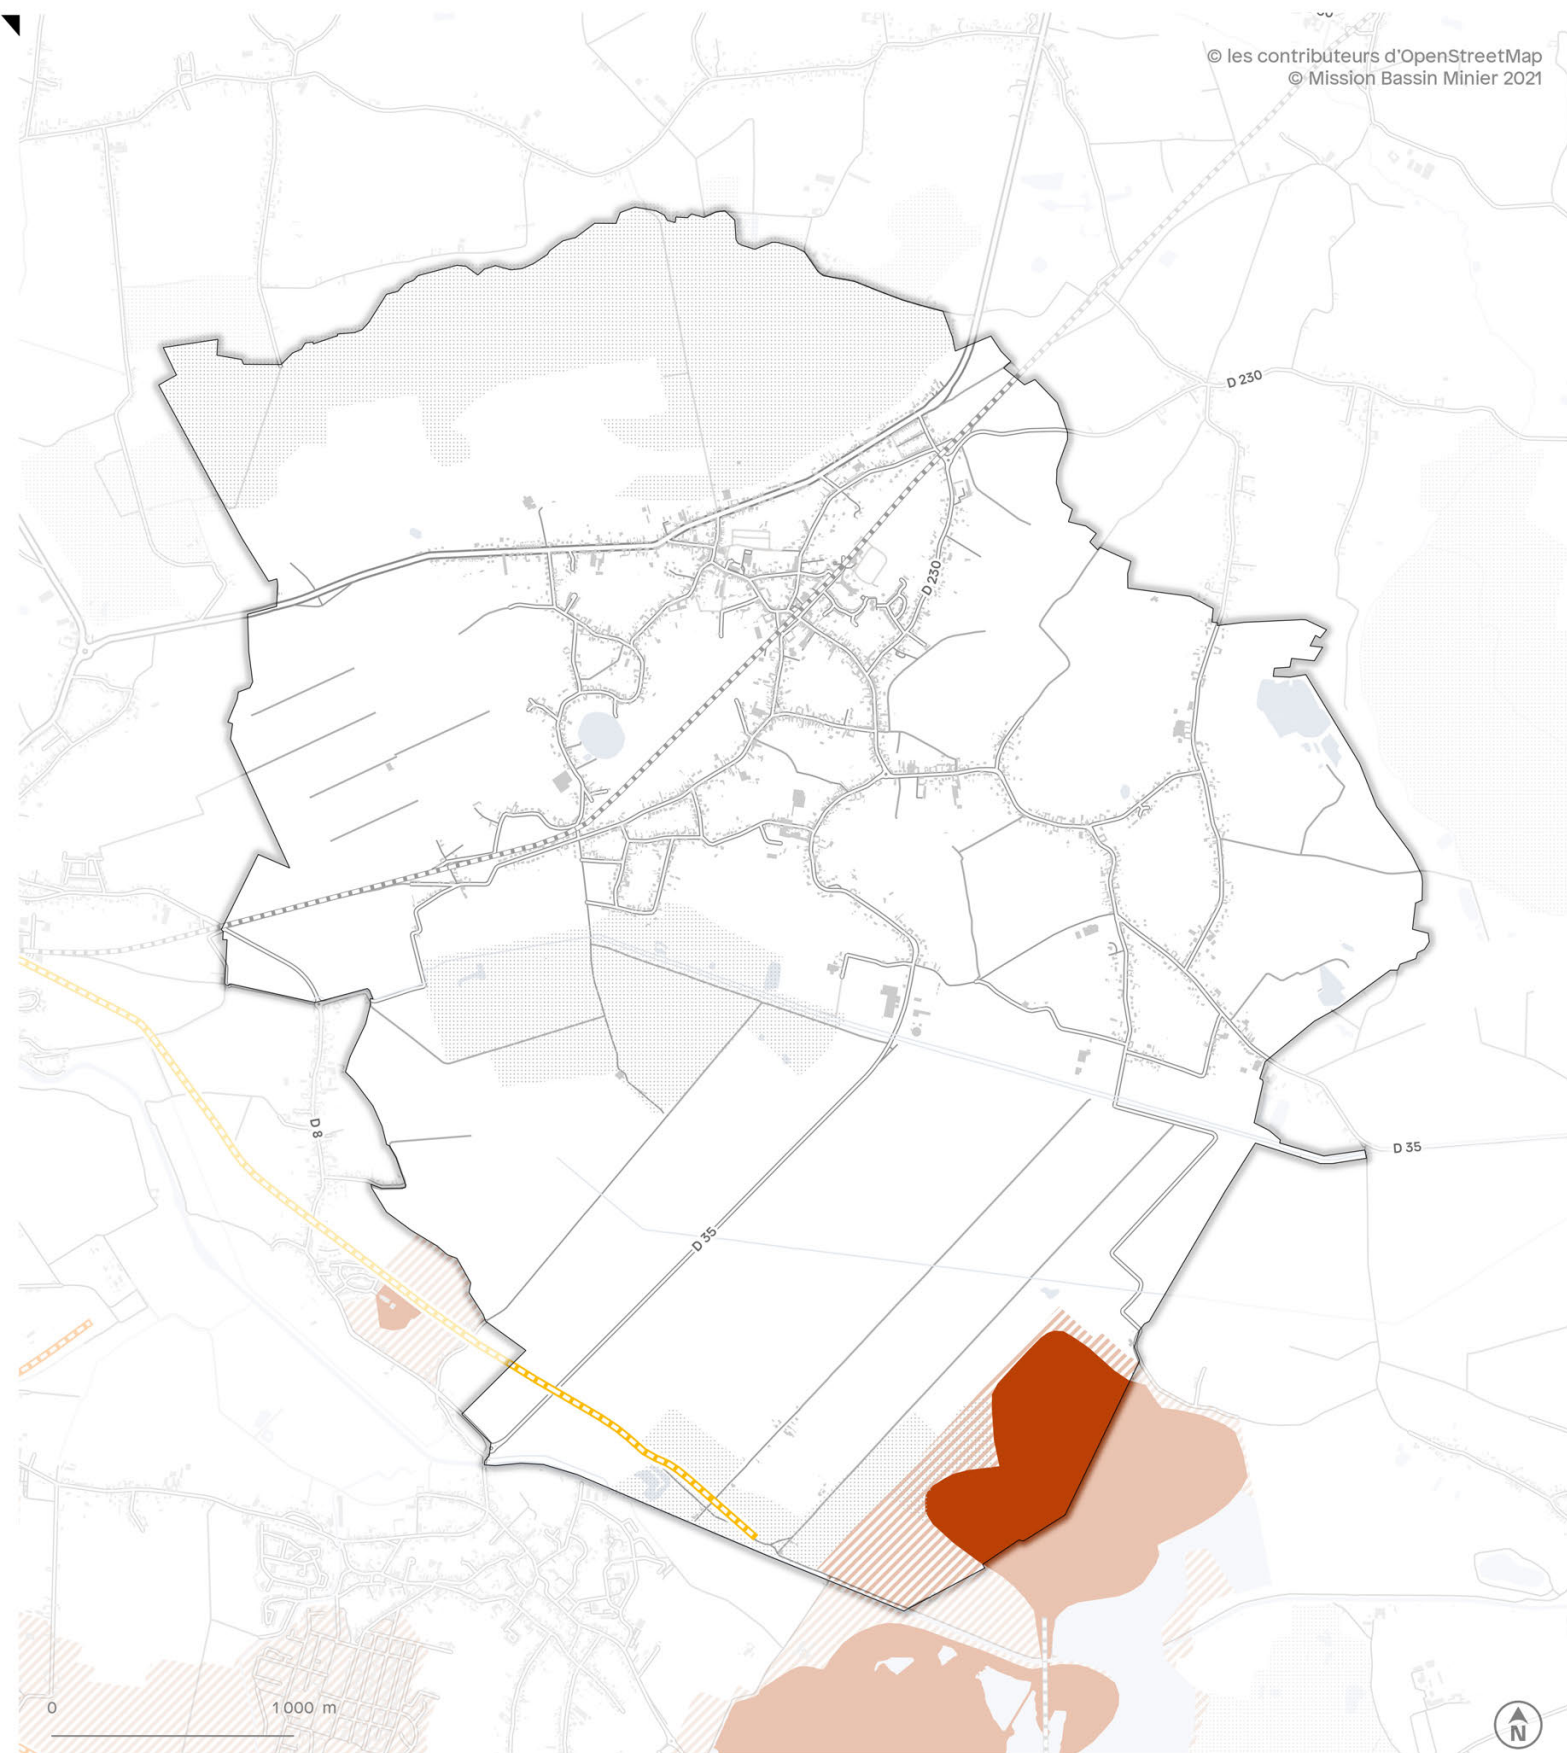 © les contributeurs d'OpenStreetMap
© Mission Bassin Minier 2021
D 230
D 230
D 8
D 35
D 35
0 1 000 m
N